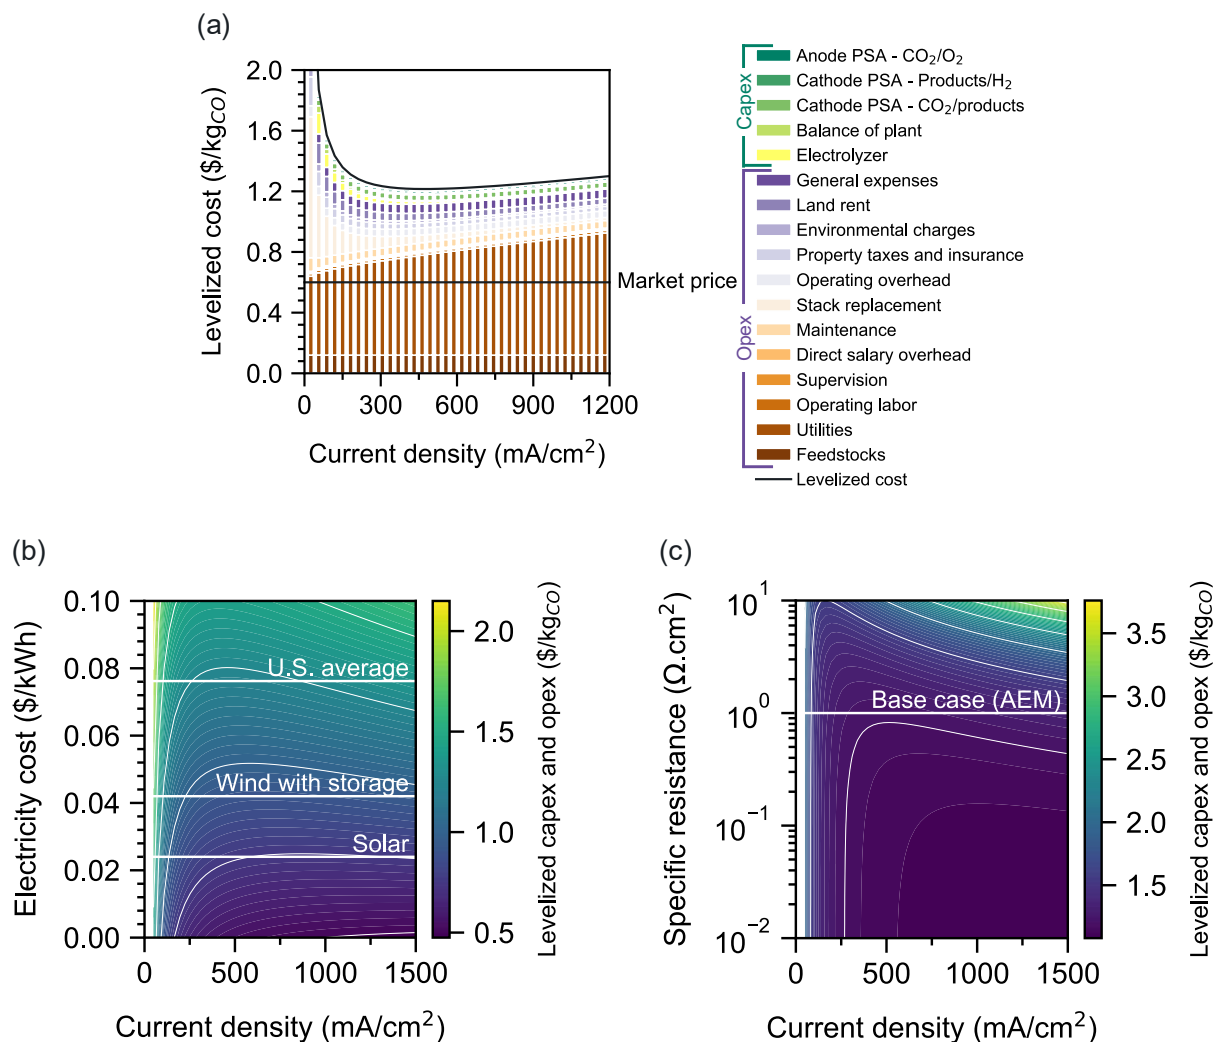 (a)
Levelized cost ($/kgCO)
2.0
1.6
1.2
0.8
0.4
0.0
0 300 600 900 1200
Current density (mA/cm²)
Market price
Capex
Anode PSA - CO₂/O₂
Cathode PSA - Products/H₂
Cathode PSA - CO₂/products
Balance of plant
Electrolyzer
Opex
General expenses
Land rent
Environmental charges
Property taxes and insurance
Operating overhead
Stack replacement
Maintenance
Direct salary overhead
Supervision
Operating labor
Utilities
Feedstocks
Levelized cost
(b)
Electricity cost ($/kWh)
0.10
0.08
0.06
0.04
0.02
0.00
U.S. average
Wind with storage
Solar
0 500 1000 1500
Current density (mA/cm²)
2.0
1.5
1.0
0.5
Levelized capex and opex ($/kgCO)
(c)
Specific resistance (Ω.cm²)
10¹
10⁰
10⁻¹
10⁻²
Base case (AEM)
0 500 1000 1500
Current density (mA/cm²)
3.5
3.0
2.5
2.0
1.5
Levelized capex and opex ($/kgCO)